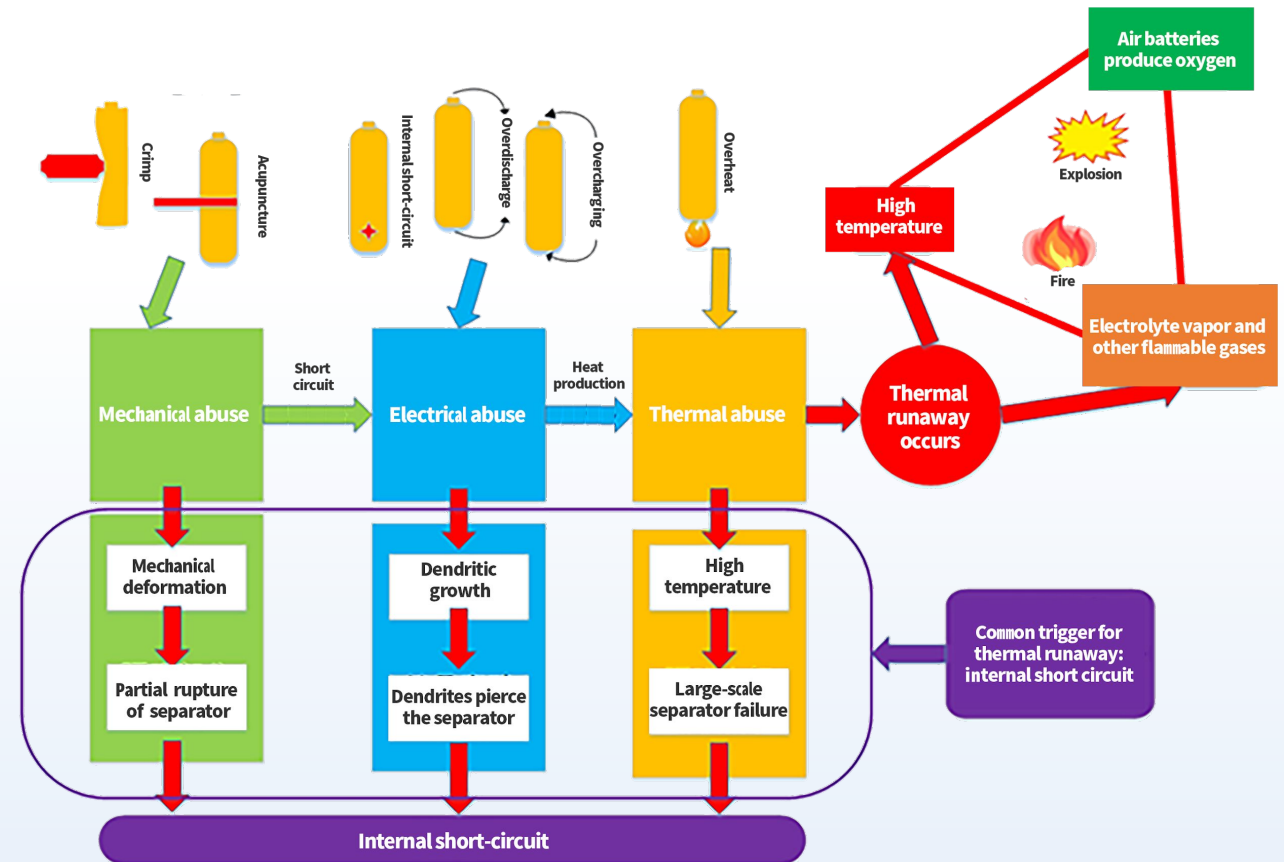 Air batteries
produce oxygen
Crimp
Acupuncture
Internal short-circuit
Overdischarge
Overcharging
Overheat
Explosion
High
temperature
Fire
Electrolyte vapor and
other flammable gases
Mechanical abuse
Short
circuit
Electrical abuse
Heat
production
Thermal abuse
Thermal
runaway
occurs
Mechanical
deformation
Partial rupture
of separator
Dendritic
growth
Dendrites pierce
the separator
High
temperature
Large-scale
separator failure
Common trigger for
thermal runaway:
internal short circuit
Internal short-circuit